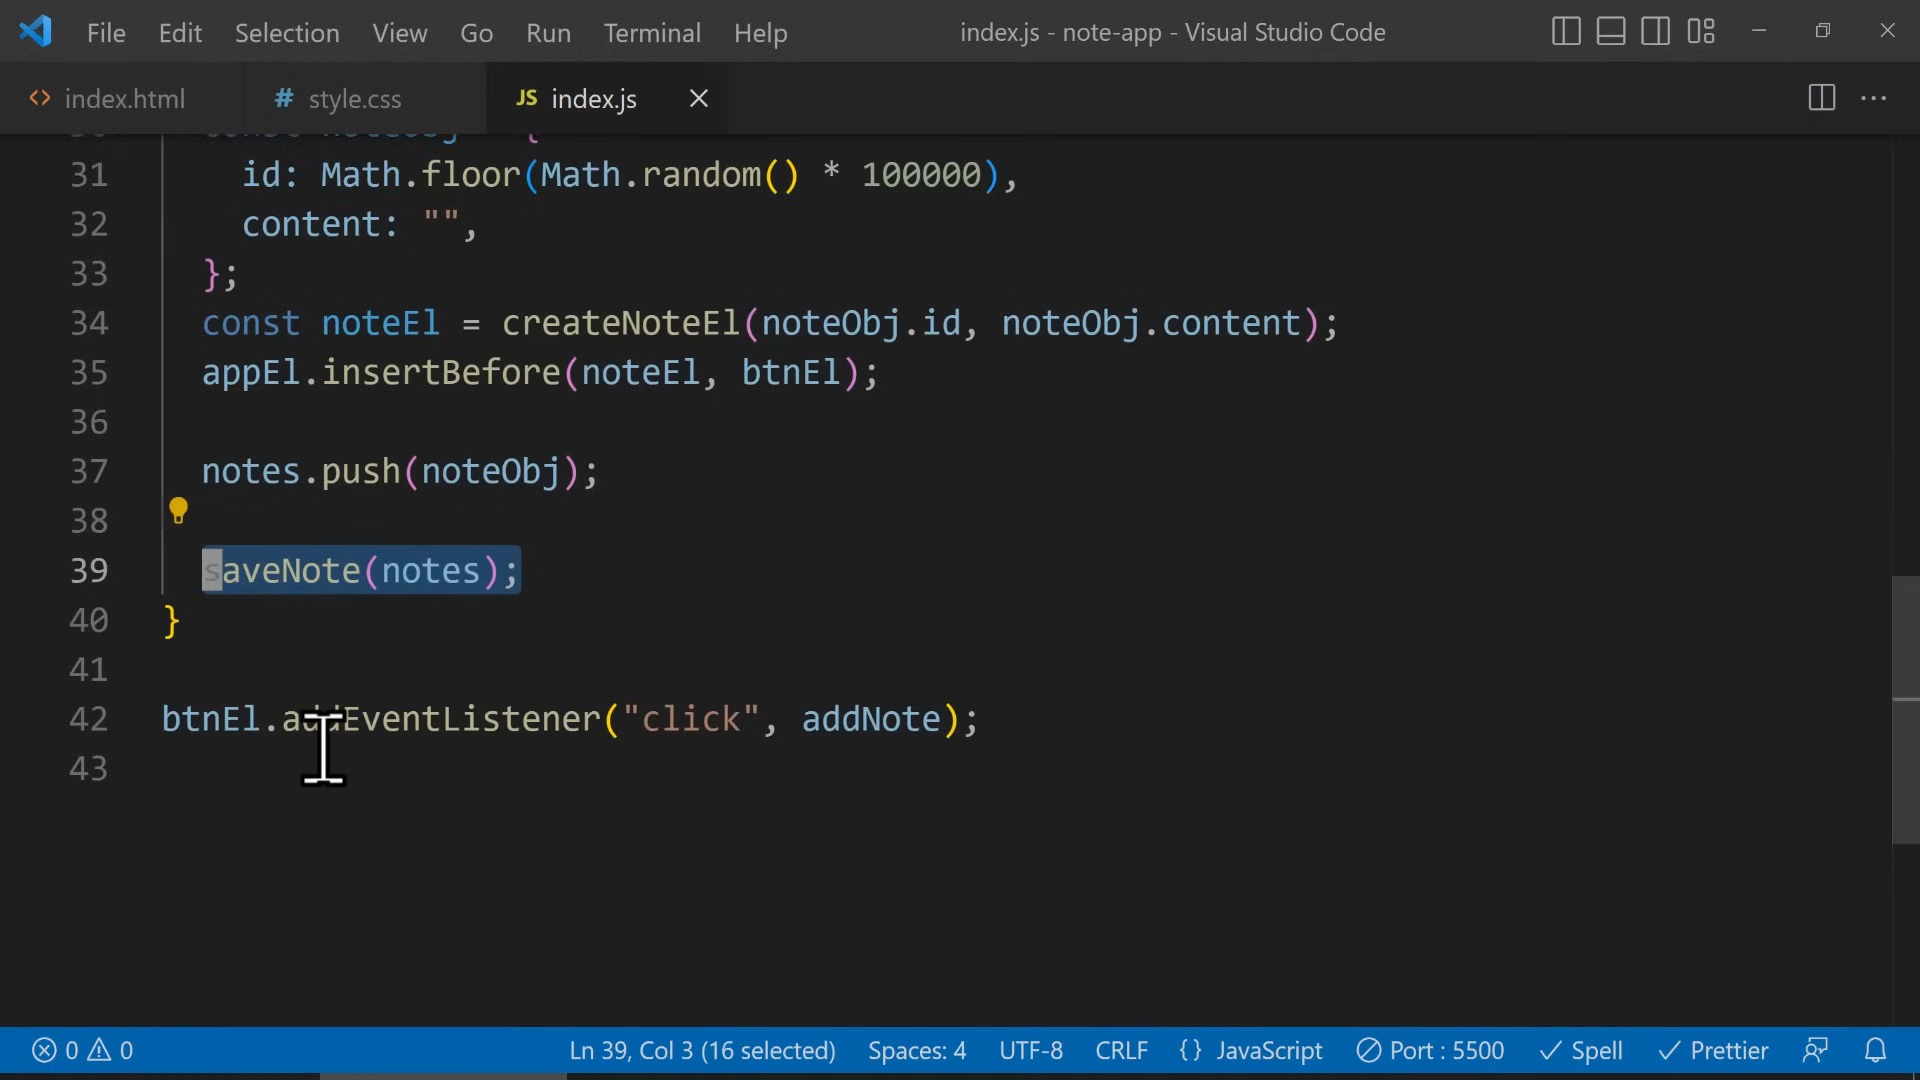 File Edit Selection View Go Run Terminal Help index.js - note-app - Visual Studio Code
<> index.html # style.css JS index.js
31 id: Math.floor(Math.random() * 100000),
32 content: "",
33 };
34 const noteEl = createNoteEl(noteObj.id, noteObj.content);
35 appEl.insertBefore(noteEl, btnEl);
36
37 notes.push(noteObj);
38
39 saveNote(notes);
40 }
41
42 btnEl.addEventListener("click", addNote);
43
0 0 Ln 39, Col 3 (16 selected) Spaces: 4 UTF-8 CRLF {} JavaScript Port : 5500 Spell Prettier